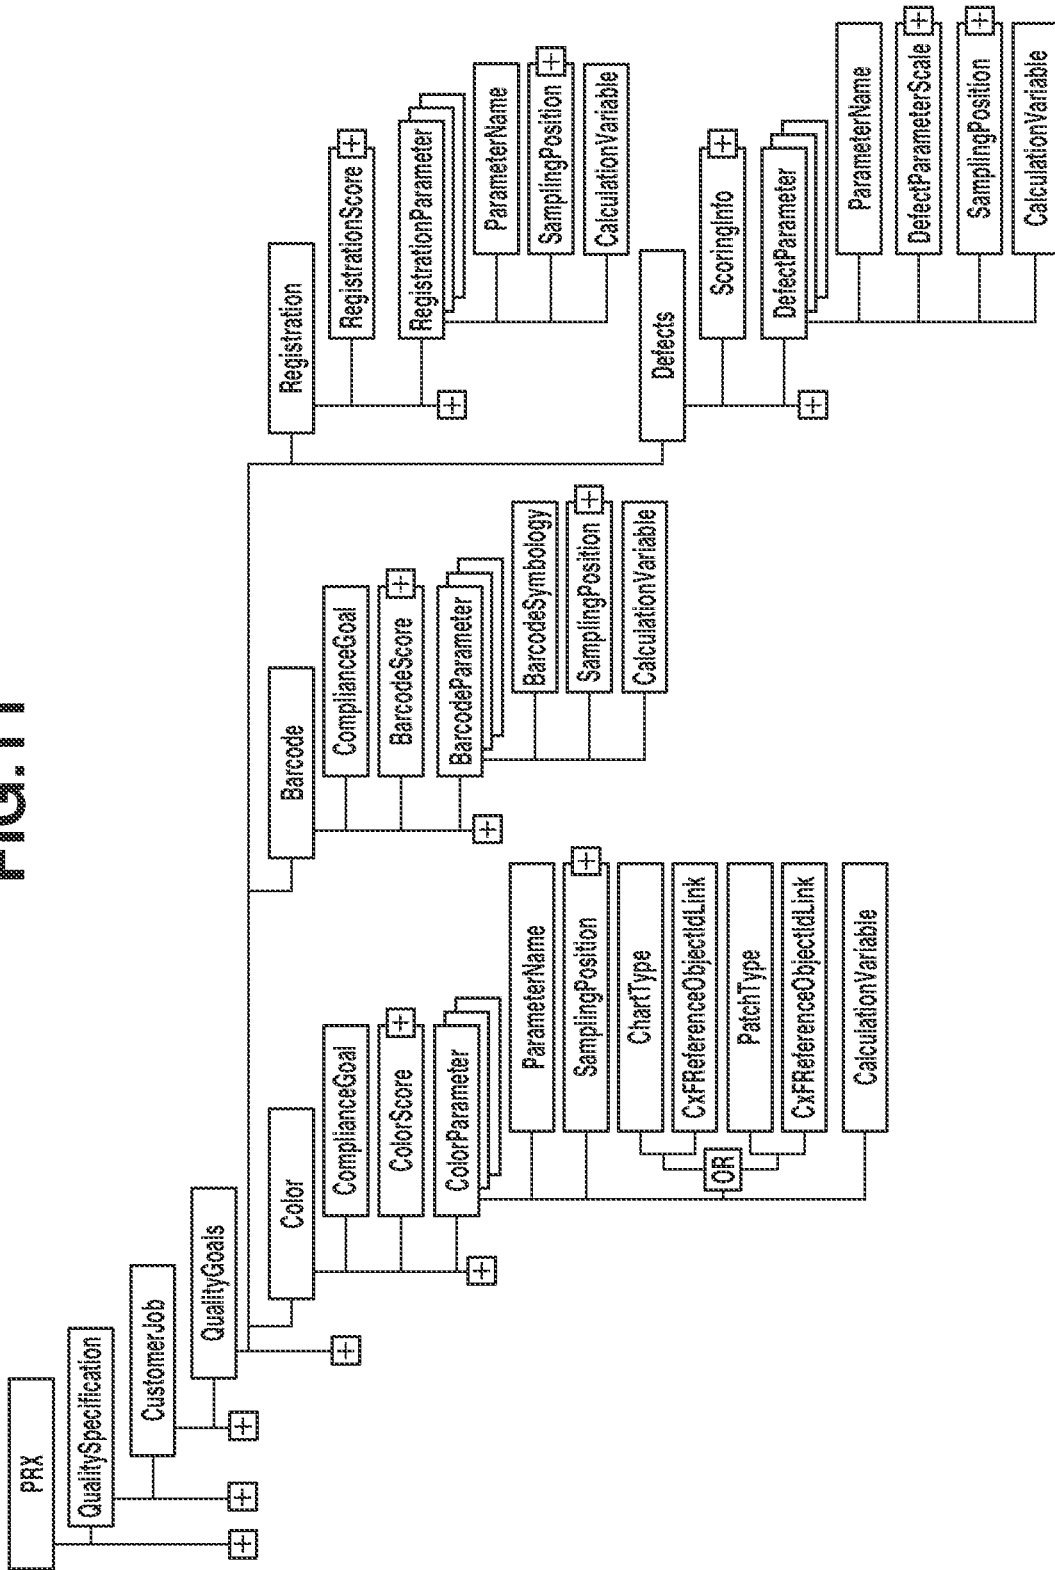 FIG. 11
PRX
QualitySpecification
CustomerJob
QualityGoals
Color
ComplianceGoal
ColorScore
ColorParameter
ParameterName
SamplingPosition
ChartType
CxFReferenceObjectIdLink
OR
PatchType
CxFReferenceObjectIdLink
CalculationVariable
Barcode
ComplianceGoal
BarcodeScore
BarcodeParameter
BarcodeSymbology
SamplingPosition
CalculationVariable
Registration
RegistrationScore
RegistrationParameter
ParameterName
SamplingPosition
CalculationVariable
Defects
ScoringInfo
DefectParameter
ParameterName
DefectParameterScale
SamplingPosition
CalculationVariable